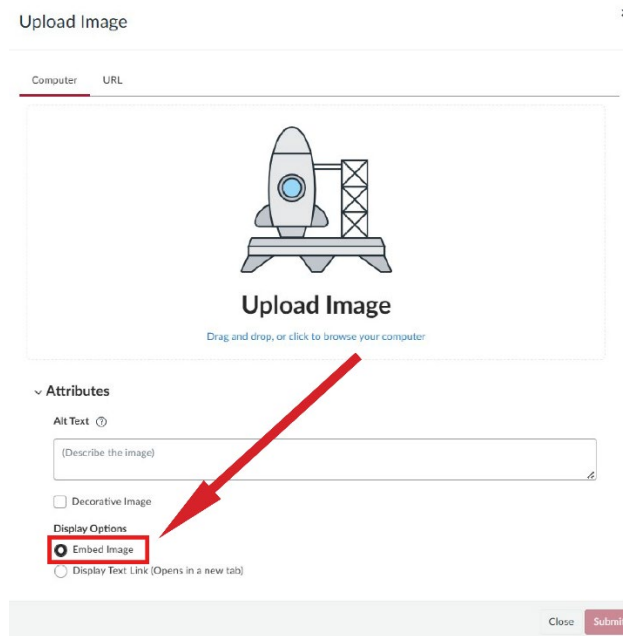 Upload Image
Computer URL
Upload Image
Drag and drop, or click to browse your computer
Attributes
Alt Text ?
(Describe the image)
Decorative Image
Display Options
Embed Image
Display Text Link (Opens in a new tab)
Close Submit